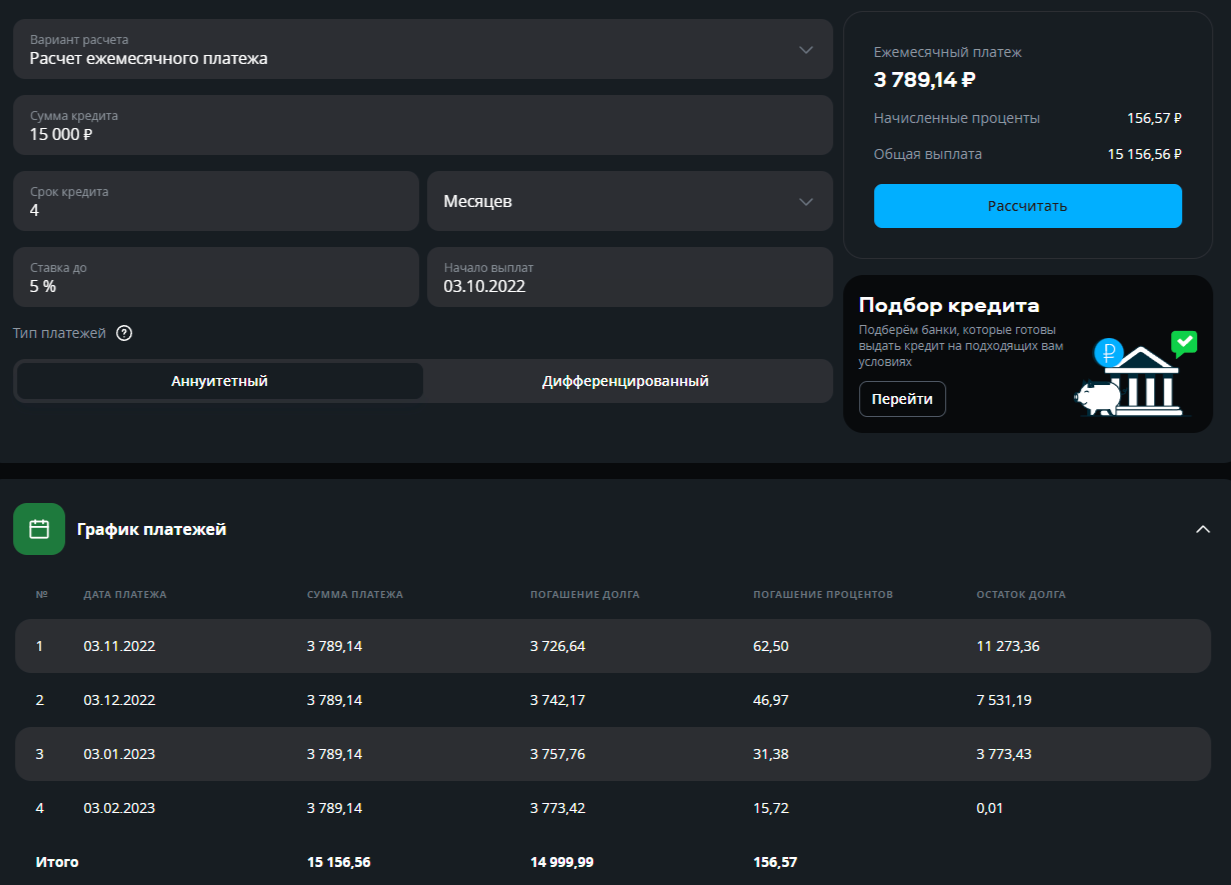 Вариант расчета
Расчет ежемесячного платежа
Сумма кредита
15 000 ₽
Срок кредита
4
Месяцев
Ставка до
5 %
Начало выплат
03.10.2022
Тип платежей ?
Аннуитетный
Дифференцированный
Ежемесячный платеж
3 789,14 ₽
Начисленные проценты 156,57 ₽
Общая выплата 15 156,56 ₽
Рассчитать
Подбор кредита
Подберём банки, которые готовы
выдать кредит на подходящих вам
условиях
Перейти
₽
График платежей
№ ДАТА ПЛАТЕЖА СУММА ПЛАТЕЖА ПОГАШЕНИЕ ДОЛГА ПОГАШЕНИЕ ПРОЦЕНТОВ ОСТАТОК ДОЛГА
1 03.11.2022 3 789,14 3 726,64 62,50 11 273,36
2 03.12.2022 3 789,14 3 742,17 46,97 7 531,19
3 03.01.2023 3 789,14 3 757,76 31,38 3 773,43
4 03.02.2023 3 789,14 3 773,42 15,72 0,01
Итого 15 156,56 14 999,99 156,57